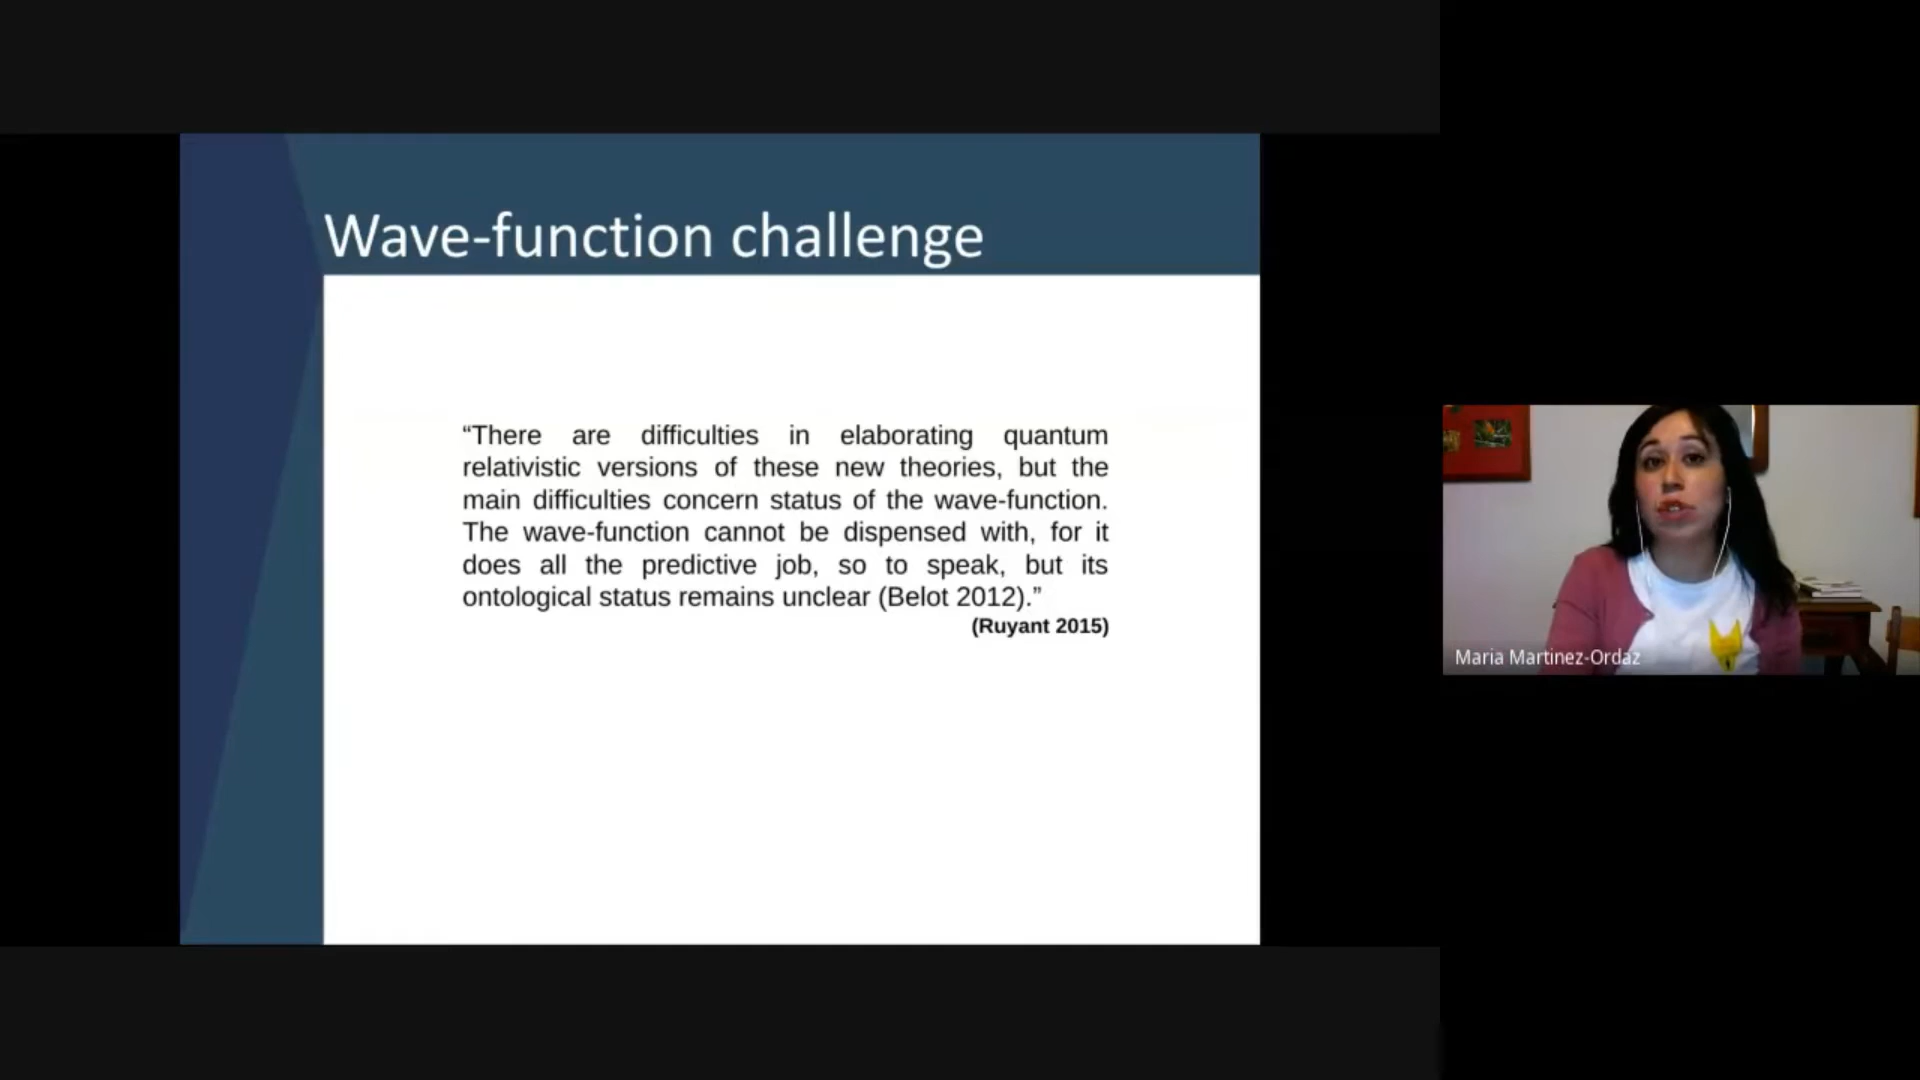 Wave-function challenge
“There are difficulties in elaborating quantum
relativistic versions of these new theories, but the
main difficulties concern status of the wave-function.
The wave-function cannot be dispensed with, for it
does all the predictive job, so to speak, but its
ontological status remains unclear (Belot 2012).”
(Ruyant 2015)
Maria Martinez-Ordaz